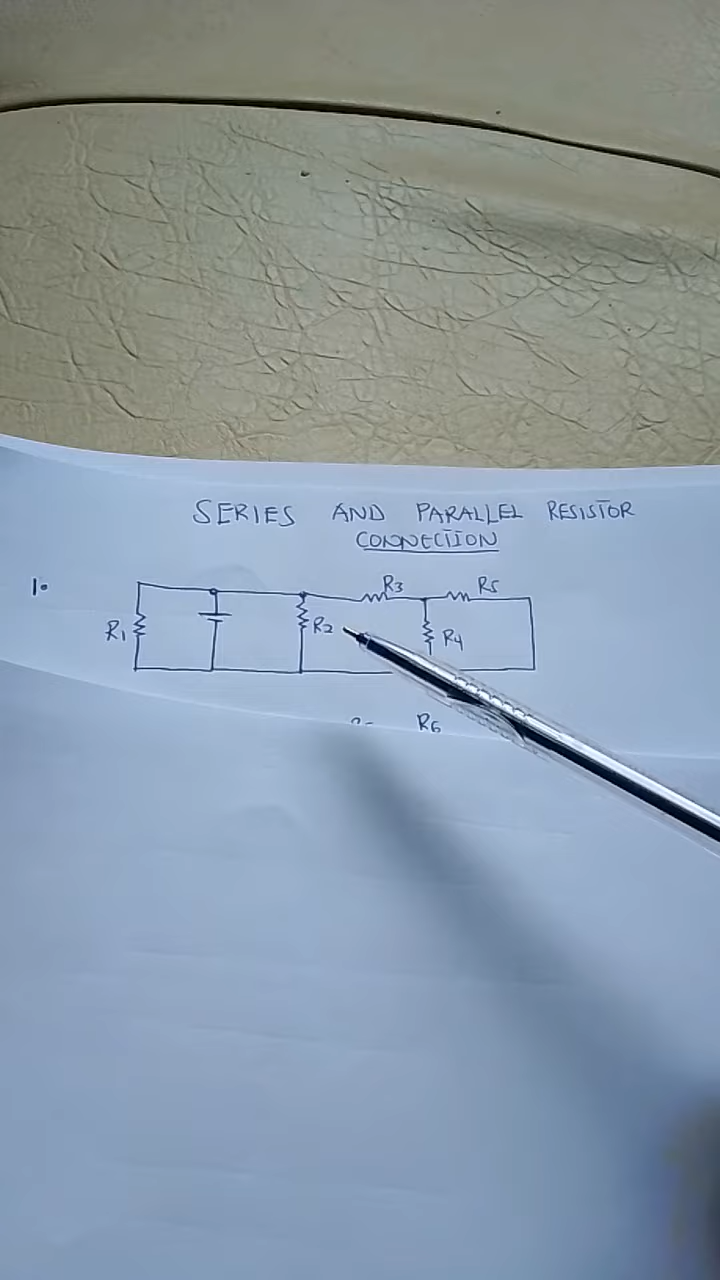 SERIES AND PARALLEL RESISTOR
CONNECTION
1.
R3 R5
R1 R2 R4
R6